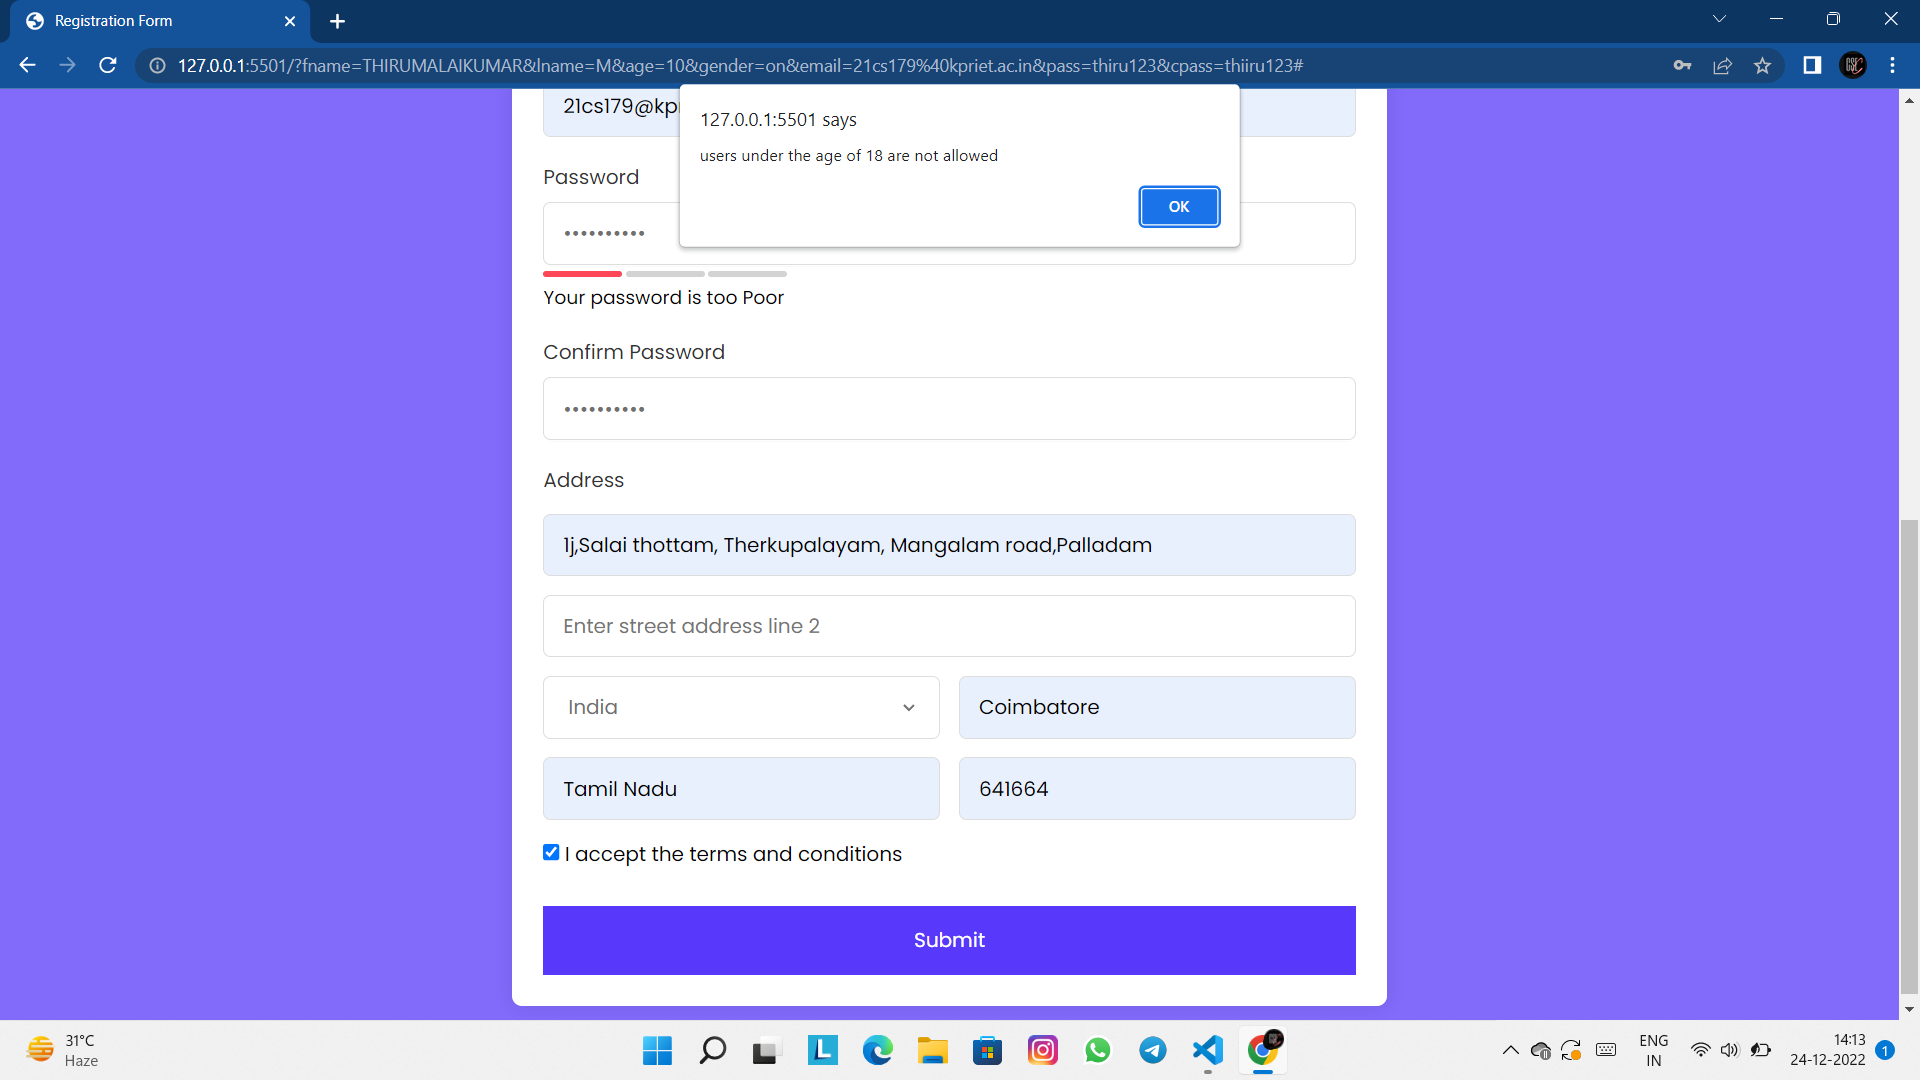 Registration Form
127.0.0.1:5501/?fname=THIRUMALAIKUMAR&lname=M&age=10&gender=on&email=21cs179%40kpriet.ac.in&pass=thiru123&cpass=thiiru123#
127.0.0.1:5501 says
users under the age of 18 are not allowed
OK
21cs179@kpr
Password
Your password is too Poor
Confirm Password
Address
1j,Salai thottam, Therkupalayam, Mangalam road,Palladam
Enter street address line 2
India
Coimbatore
Tamil Nadu
641664
I accept the terms and conditions
Submit
31°C
Haze
L
ENG
IN
14:13
24-12-2022
1